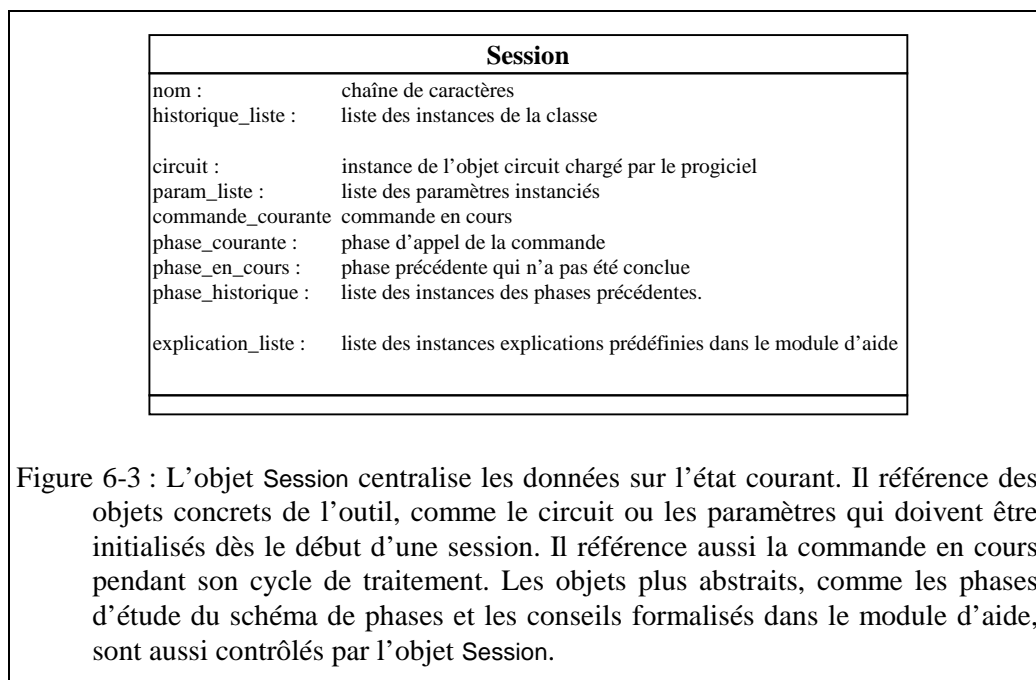 Session
nom : chaîne de caractères
historique_liste : liste des instances de la classe
circuit : instance de l’objet circuit chargé par le progiciel
param_liste : liste des paramètres instanciés
commande_courante commande en cours
phase_courante : phase d’appel de la commande
phase_en_cours : phase précédente qui n'a pas été conclue
phase_historique : liste des instances des phases précédentes.
explication_liste : liste des instances explications prédéfinies dans le module d’aide
Figure 6-3 : L’objet Session centralise les données sur l’état courant. Il référence des
objets concrets de l’outil, comme le circuit ou les paramètres qui doivent être
initialisés dès le début d’une session. Il référence aussi la commande en cours
pendant son cycle de traitement. Les objets plus abstraits, comme les phases
d’étude du schéma de phases et les conseils formalisés dans le module d’aide,
sont aussi contrôlés par l’objet Session.